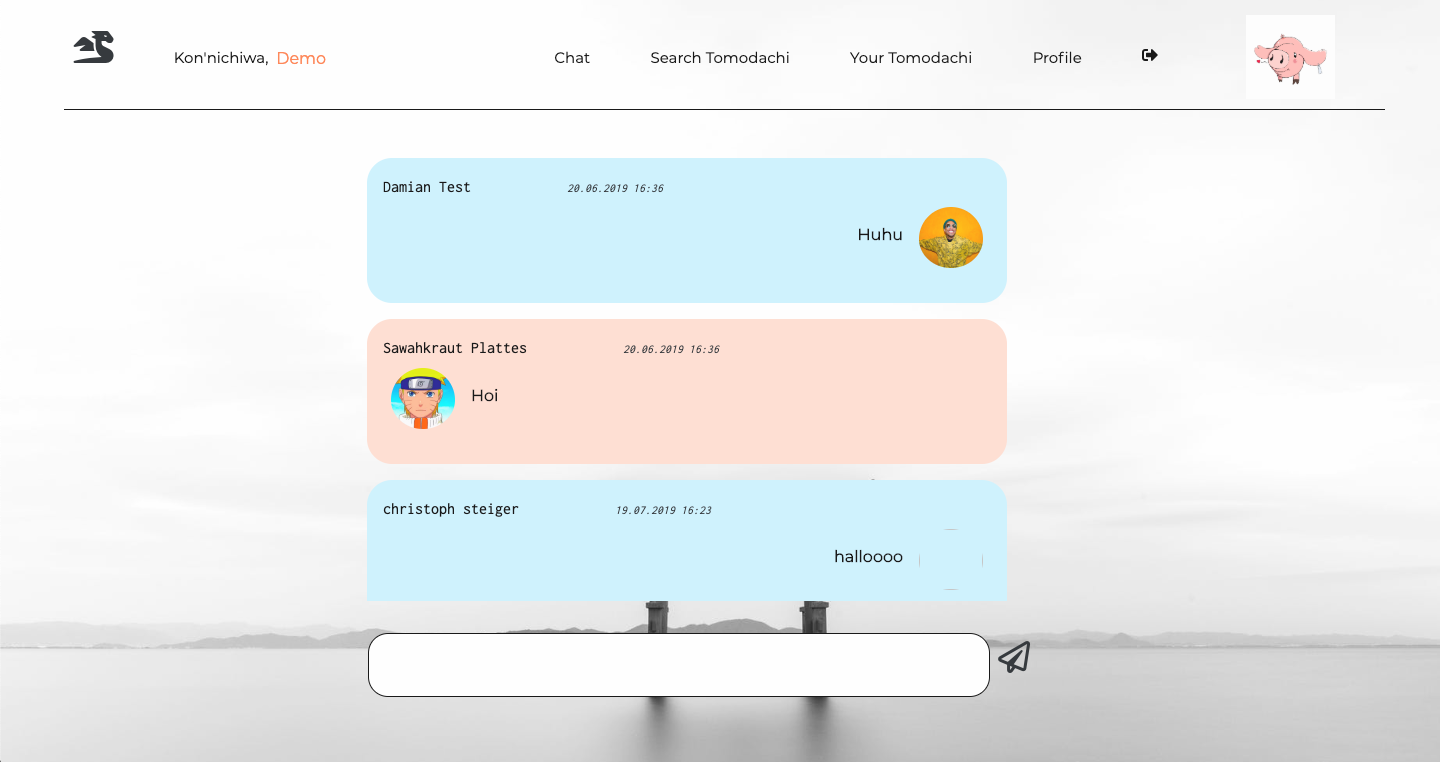 Kon'nichiwa, Demo Chat Search Tomodachi Your Tomodachi Profile
Damian Test 20.06.2019 16:36
Huhu
Sawahkraut Plattes 20.06.2019 16:36
Hoi
christoph steiger 19.07.2019 16:23
halloooo